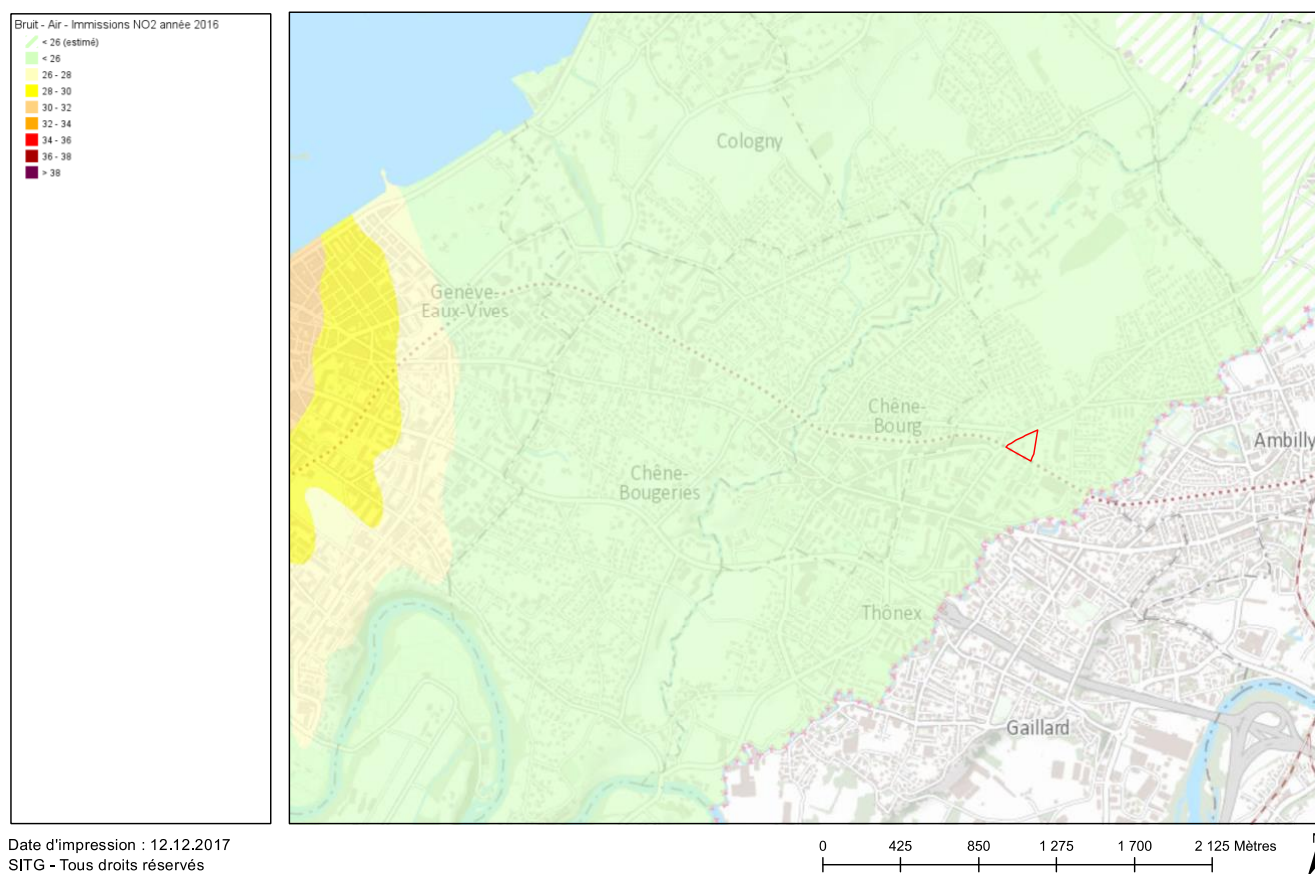 Bruit - Air - Immissions NO2 année 2016
< 26 (estimé)
< 26
26 - 28
28 - 30
30 - 32
32 - 34
34 - 36
36 - 38
> 38
Cologny
Genève-
Eaux-Vives
Chêne-
Bourg
Ambilly
Chêne-
Bougeries
Thônex
Gaillard
Date d'impression : 12.12.2017
SITG - Tous droits réservés
0 425 850 1 275 1 700 2 125 Mètres